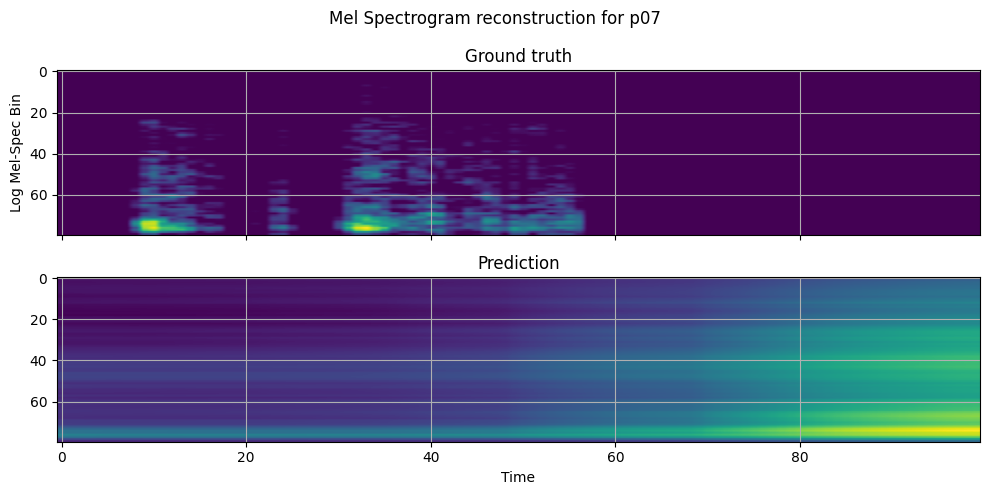 Mel Spectrogram reconstruction for p07
Ground truth
0
20
40
60
Log Mel-Spec Bin
Prediction
0
20
40
60
0 20 40 60 80
Time